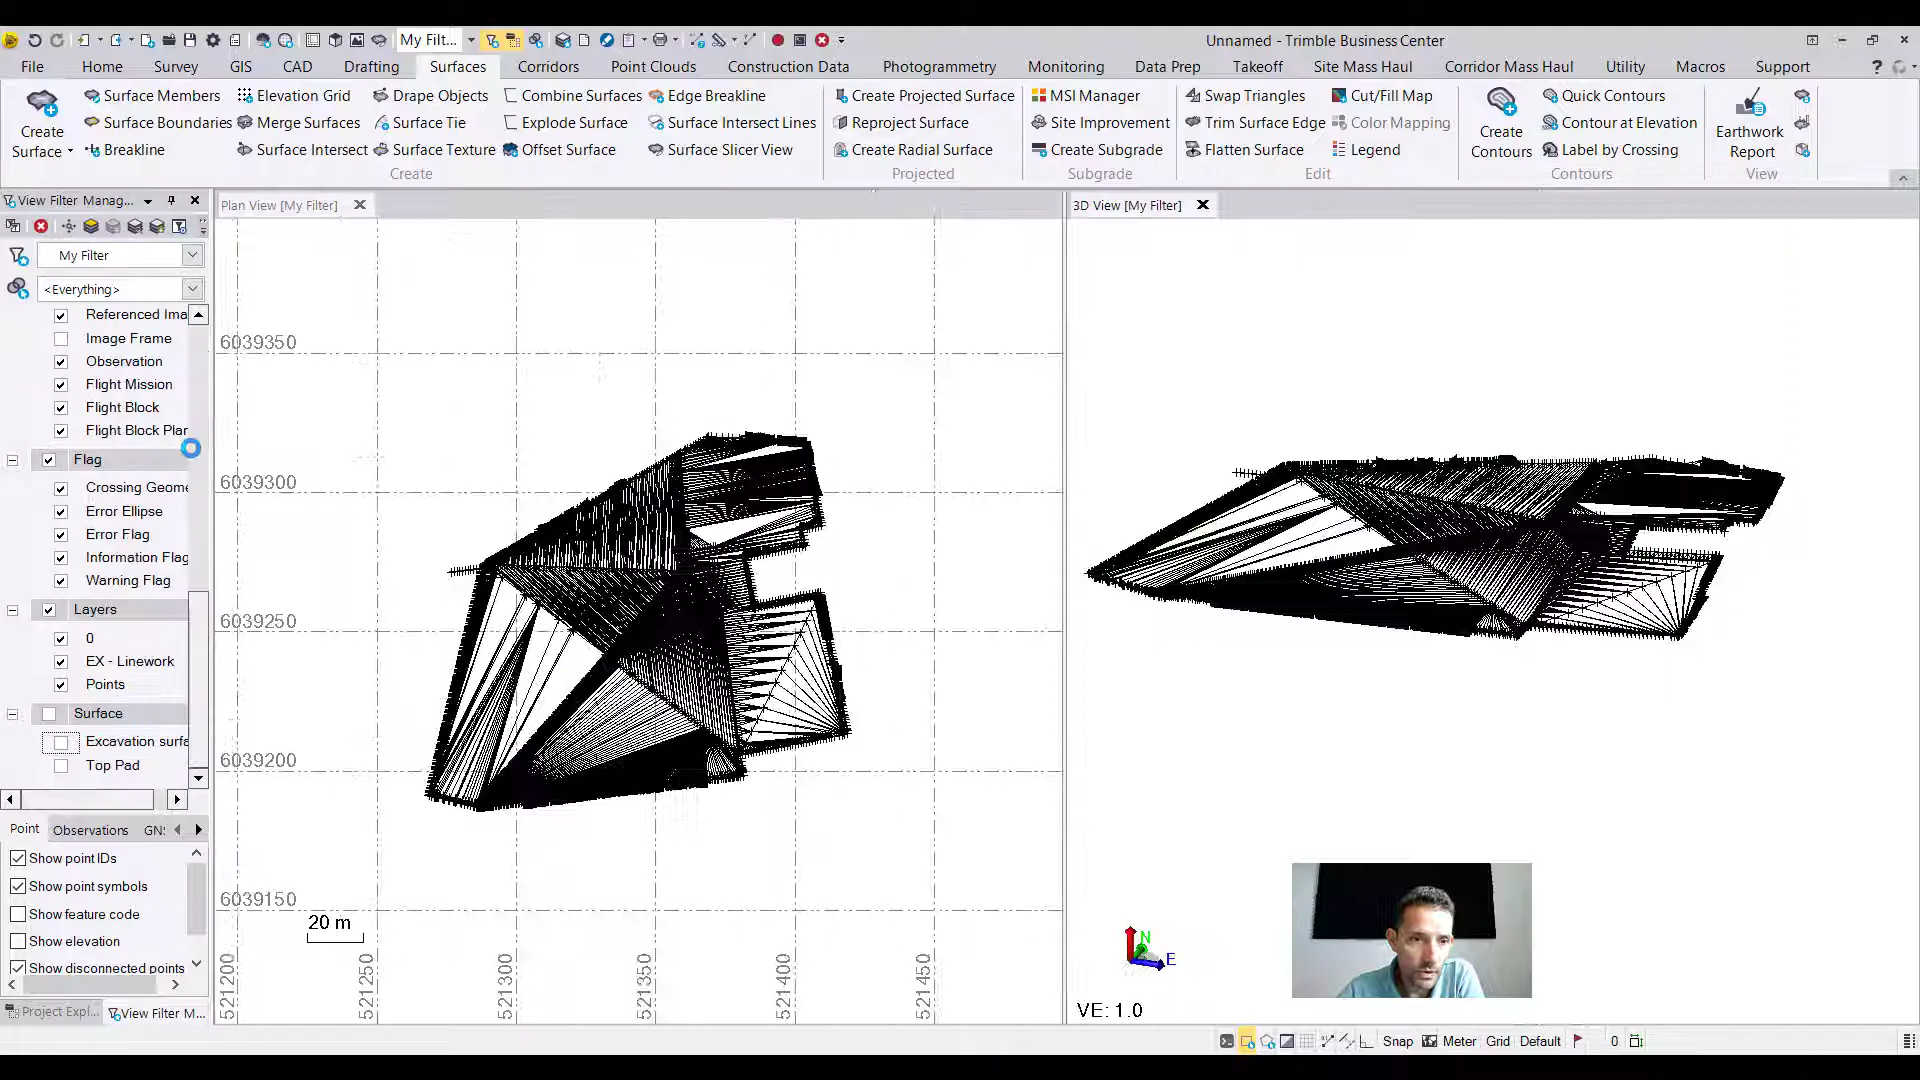 My Filt...
Unnamed - Trimble Business Center
File Home Survey GIS CAD Drafting Surfaces Corridors Point Clouds Construction Data Photogrammetry Monitoring Data Prep Takeoff Site Mass Haul Corridor Mass Haul Utility Macros Support
Create Surface
Surface Members Elevation Grid Drape Objects Combine Surfaces Edge Breakline
Surface Boundaries Merge Surfaces Surface Tie Explode Surface Surface Intersect Lines
Breakline Surface Intersect Surface Texture Offset Surface Surface Slicer View
Create
Create Projected Surface
Reproject Surface
Create Radial Surface
Projected
MSI Manager
Site Improvement
Create Subgrade
Subgrade
Swap Triangles Cut/Fill Map
Trim Surface Edge Color Mapping
Flatten Surface Legend
Edit
Create Contours
Quick Contours
Contour at Elevation
Label by Crossing
Contours
Earthwork Report
View
View Filter Manag...
My Filter
<Everything>
Referenced Ima
Image Frame
Observation
Flight Mission
Flight Block
Flight Block Plar
Flag
Crossing Geome
Error Ellipse
Error Flag
Information Flag
Warning Flag
Layers
0
EX - Linework
Points
Surface
Excavation surfa
Top Pad
Point Observations GN:
Show point IDs
Show point symbols
Show feature code
Show elevation
Show disconnected points
Project Expl... View Filter M...
Plan View [My Filter]
6039350
6039300
6039250
6039200
6039150
20 m
521200 521250 521300 521350 521400 521450
3D View [My Filter]
N
E
VE: 1.0
Snap Meter Grid Default 0